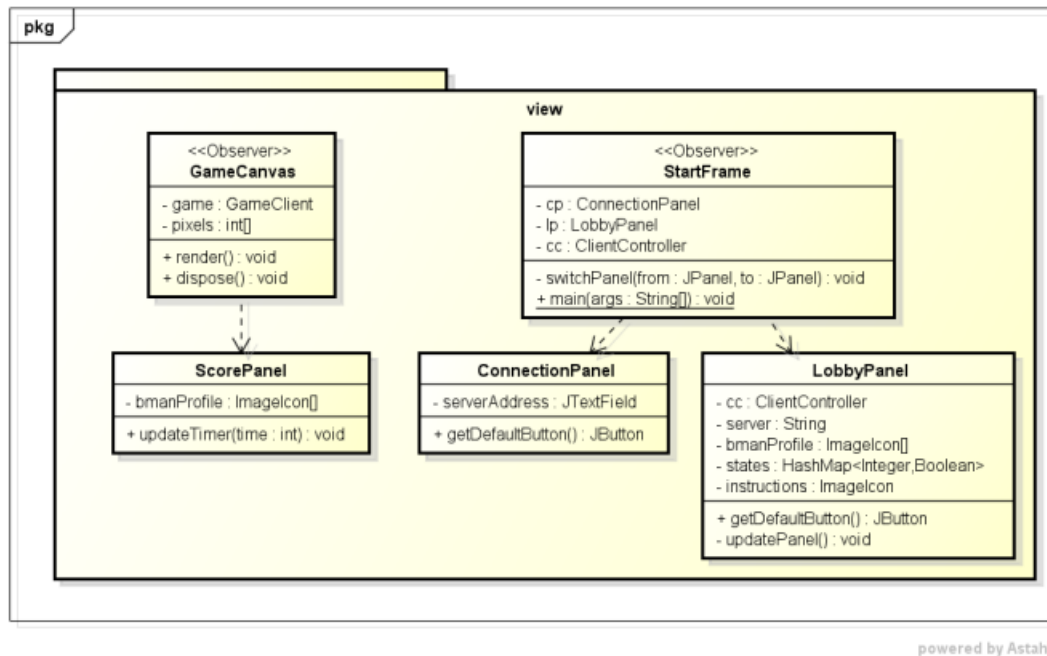 pkg
view
<<Observer>>
GameCanvas
- game : GameClient
- pixels : int[]
+ render() : void
+ dispose() : void
<<Observer>>
StartFrame
- cp : ConnectionPanel
- lp : LobbyPanel
- cc : ClientController
- switchPanel(from : JPanel, to : JPanel) : void
+ main(args : String[]) : void
ScorePanel
- bmanProfile : ImageIcon[]
+ updateTimer(time : int) : void
ConnectionPanel
- serverAddress : JTextField
+ getDefaultButton() : JButton
LobbyPanel
- cc : ClientController
- server : String
- bmanProfile : ImageIcon[]
- states : HashMap<Integer,Boolean>
- instructions : ImageIcon
+ getDefaultButton() : JButton
- updatePanel() : void
powered by Astah